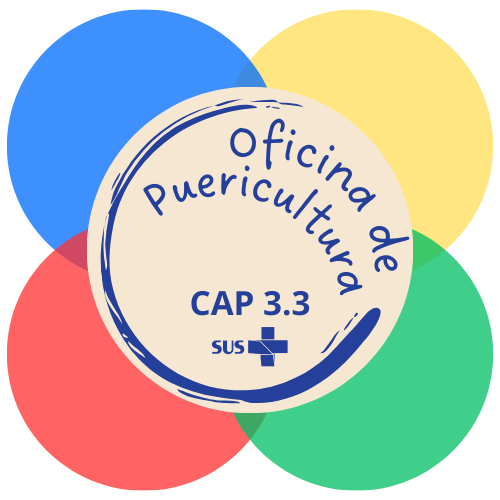 Oficina de
Puericultura
CAP 3.3
SUS